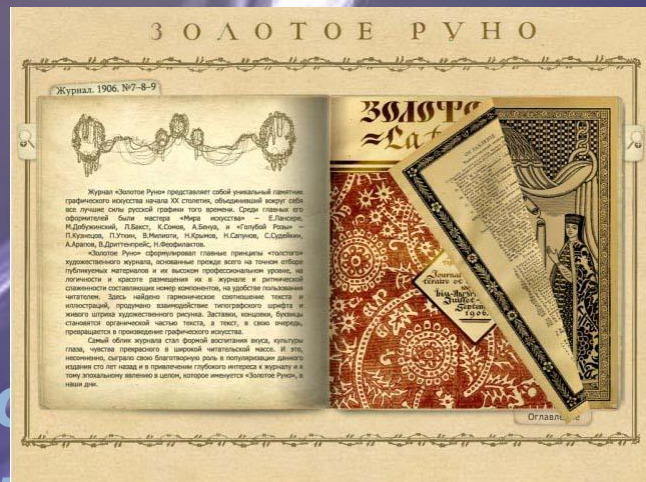 ЗОЛОТОЕ РУНО
Журнал. 1906. №7-8-9
Журнал «Золотое Руно» представляет собой уникальный памятник
графического искусства начала XX столетия, объединивший вокруг себя
все лучшие силы русской графики того времени. Среди главных его
оформителей были мастера «Мира искусства» – Е.Лансере,
М.Добужинский, Л.Бакст, К.Сомов, А.Бенуа, и «Голубой Розы» –
П.Кузнецов, П.Уткин, В.Милиоти, Н.Крымов, Н.Сапунов, С.Судейкин,
А.Арапов, В.Дриттенпрейс, Н.Феофилактов.
«Золотое Руно» сформулировал главные принципы «толстого»
художественного журнала, основанные прежде всего на точном отборе
публикуемых материалов и их высоком профессиональном уровне, на
логичности и красоте размещения их в журнале и ритмической
слаженности составляющих номер компонентов, на удобстве пользования
читателем. Здесь найдено гармоническое соотношение текста и
иллюстраций, продумано взаимодействие типографского шрифта и
живого штриха художественного рисунка. Заставки, концовки, буквицы
становятся органической частью текста, а текст, в свою очередь,
превращается в произведение графического искусства.
Самый облик журнала стал формой воспитания вкуса, культуры
глаза, чувства прекрасного в широкой читательской массе. И это,
несомненно, сыграло свою благотворную роль в популяризации данного
издания сто лет назад и в привлечении глубокого интереса к журналу и к
тому эпохальному явлению в целом, которое именуется «Золотое Руно», в
наши дни.
ЗОЛОТО
La
Journal
Juillet
Septem
1906.
Оглавление